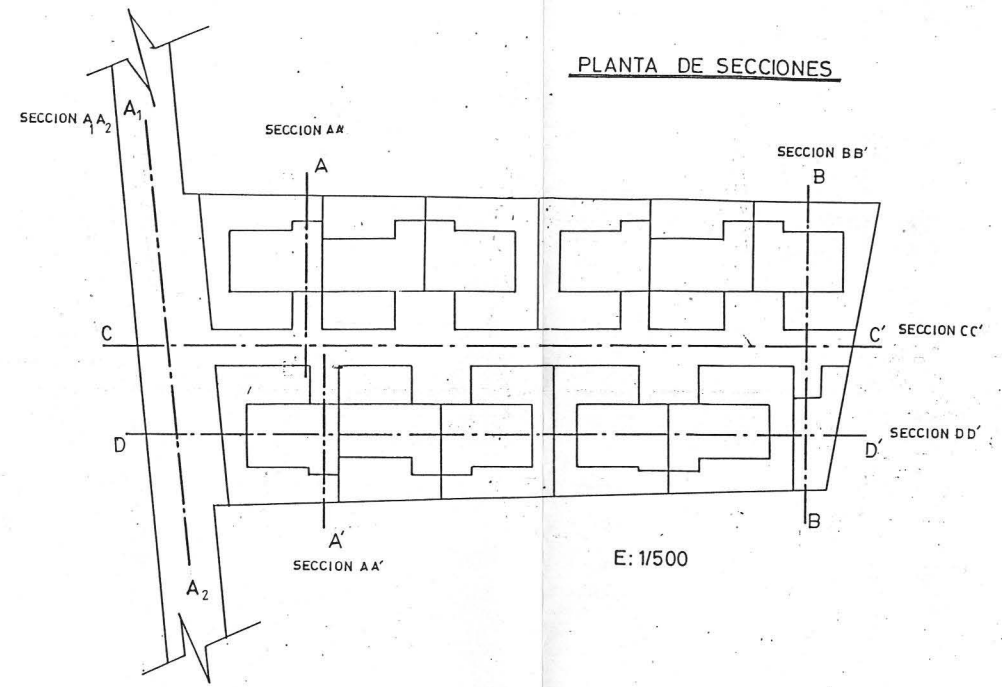 PLANTA DE SECCIONES
SECCION A1A2
A1
SECCION AA'
A
SECCION BB'
B
C
C'
SECCION CC'
D
D'
SECCION DD'
A'
SECCION AA'
B
E: 1/500
A2